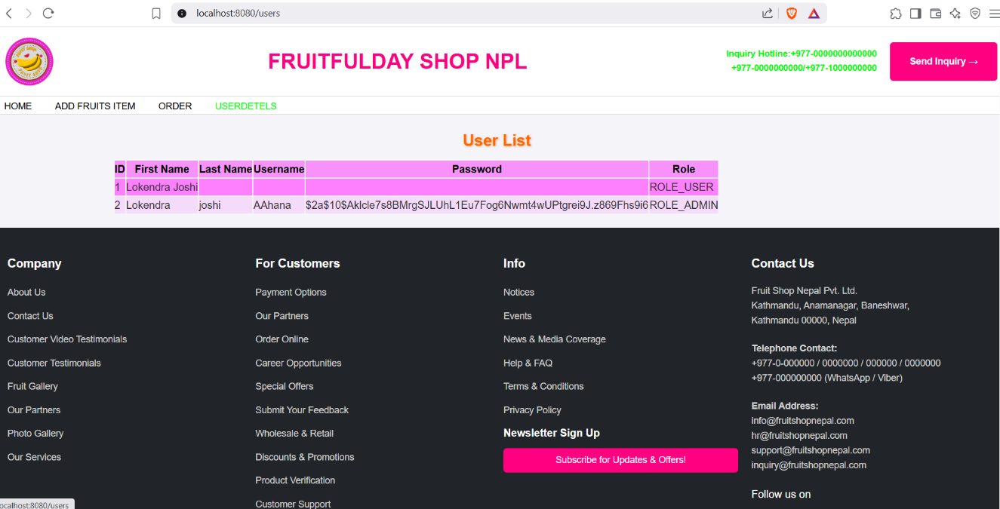 localhost:8080/users
FRUITFULDAY SHOP NPL
Inquiry Hotline:+977-0000000000000
+977-0000000000/+977-1000000000
Send Inquiry →
HOME ADD FRUITS ITEM ORDER USERDETELS
User List
ID First Name Last Name Username Password Role
1 Lokendra Joshi ROLE_USER
2 Lokendra joshi AAhana $2a$10$Aklcle7s8BMrgSJLUhL1Eu7Fog6Nwmt4wUPtgrei9J.z869Fhs9i6 ROLE_ADMIN
Company
About Us
Contact Us
Customer Video Testimonials
Customer Testimonials
Fruit Gallery
Our Partners
Photo Gallery
Our Services
For Customers
Payment Options
Our Partners
Order Online
Career Opportunities
Special Offers
Submit Your Feedback
Wholesale & Retail
Discounts & Promotions
Product Verification
Customer Support
Info
Notices
Events
News & Media Coverage
Help & FAQ
Terms & Conditions
Privacy Policy
Newsletter Sign Up
Subscribe for Updates & Offers!
Contact Us
Fruit Shop Nepal Pvt. Ltd.
Kathmandu, Anamanagar, Baneshwar,
Kathmandu 00000, Nepal
Telephone Contact:
+977-0-000000 / 0000000 / 000000 / 0000000
+977-000000000 (WhatsApp / Viber)
Email Address:
info@fruitshopnepal.com
hr@fruitshopnepal.com
support@fruitshopnepal.com
inquiry@fruitshopnepal.com
Follow us on
ocalhost:8080/users